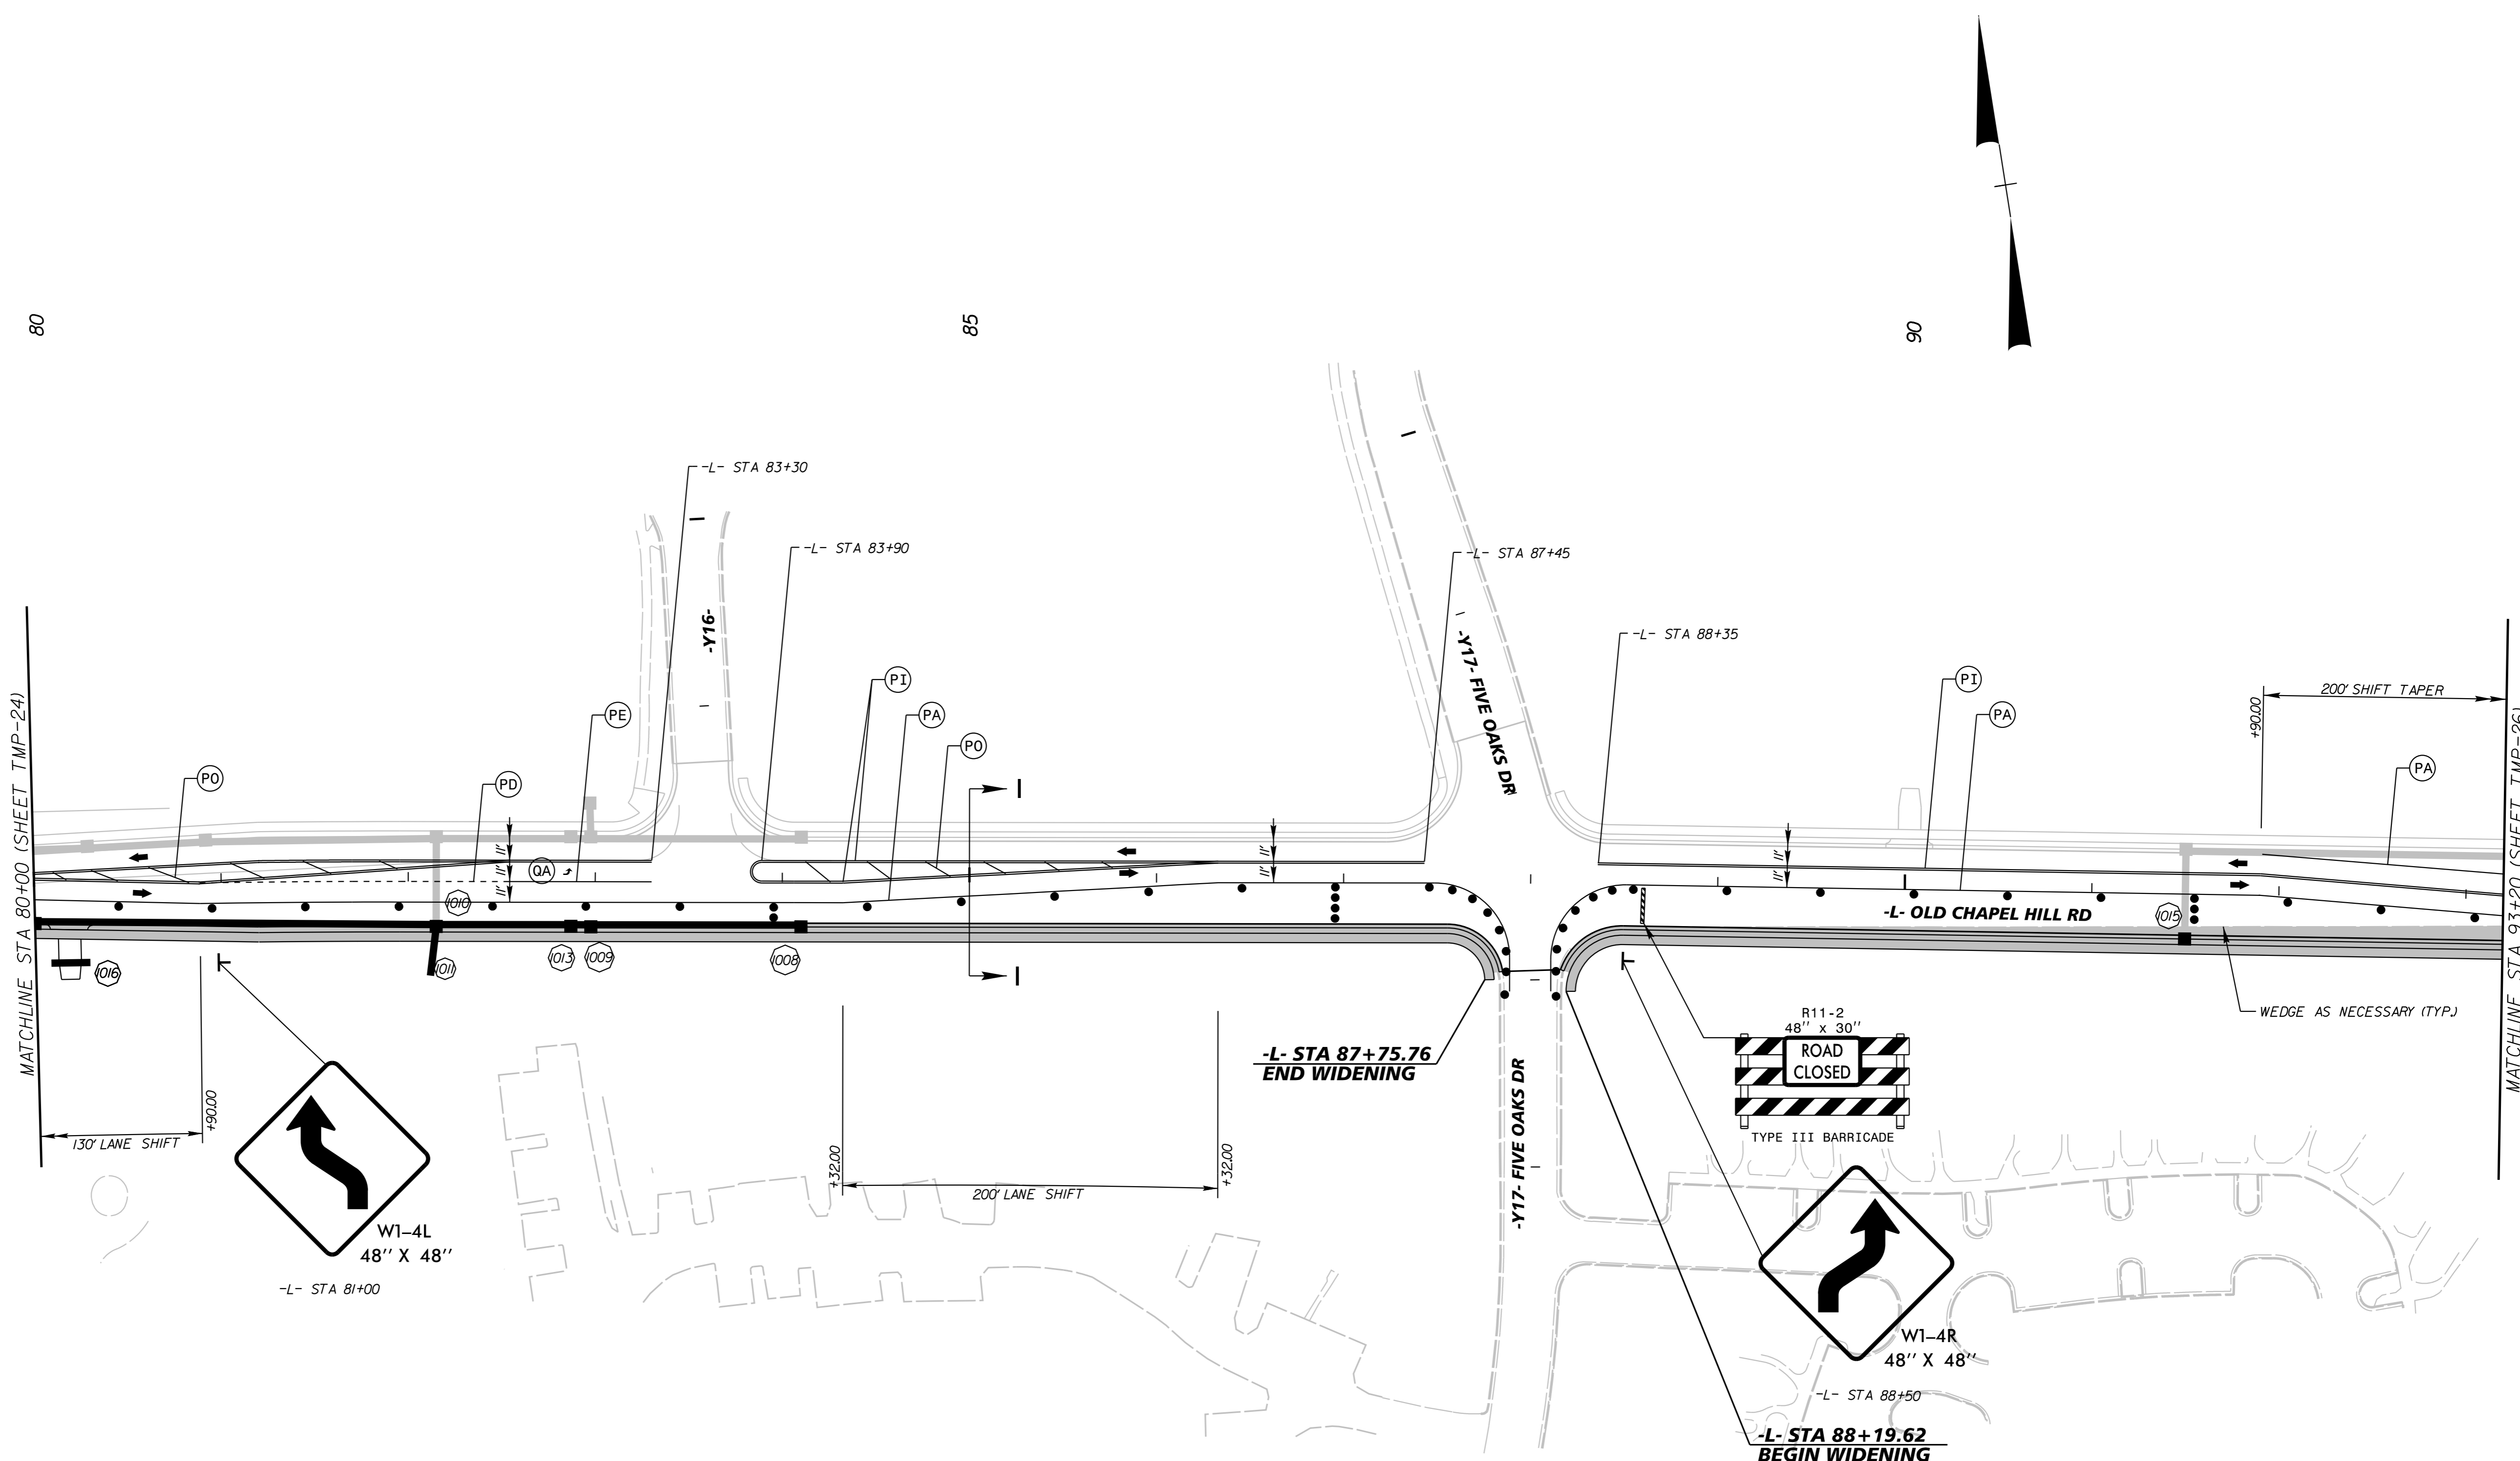 80
85
90
-L- STA 83+30
-L- STA 83+90
-L- STA 87+45
-L- STA 88+35
-Y16-
-Y17- FIVE OAKS DR
PI
PA
PO
PE
PD
PO
PI
PA
PA
QA
200' SHIFT TAPER
+90.00
MATCHLINE STA 80+00 (SHEET TMP-24)
MATCHLINE STA 93+20 (SHEET TMP-26)
11'
11'
11'
11'
11'
11'
I
I
1010
1016
1011
1013
1009
1008
1015
-L- OLD CHAPEL HILL RD
WEDGE AS NECESSARY (TYP.)
R11-2
48" x 30"
ROAD
CLOSED
TYPE III BARRICADE
-L- STA 87+75.76
END WIDENING
-Y17- FIVE OAKS DR
130' LANE SHIFT
+90.00
+32.00
200' LANE SHIFT
+32.00
W1-4L
48" X 48"
-L- STA 81+00
W1-4R
48" X 48"
-L- STA 88+50
-L- STA 88+19.62
BEGIN WIDENING